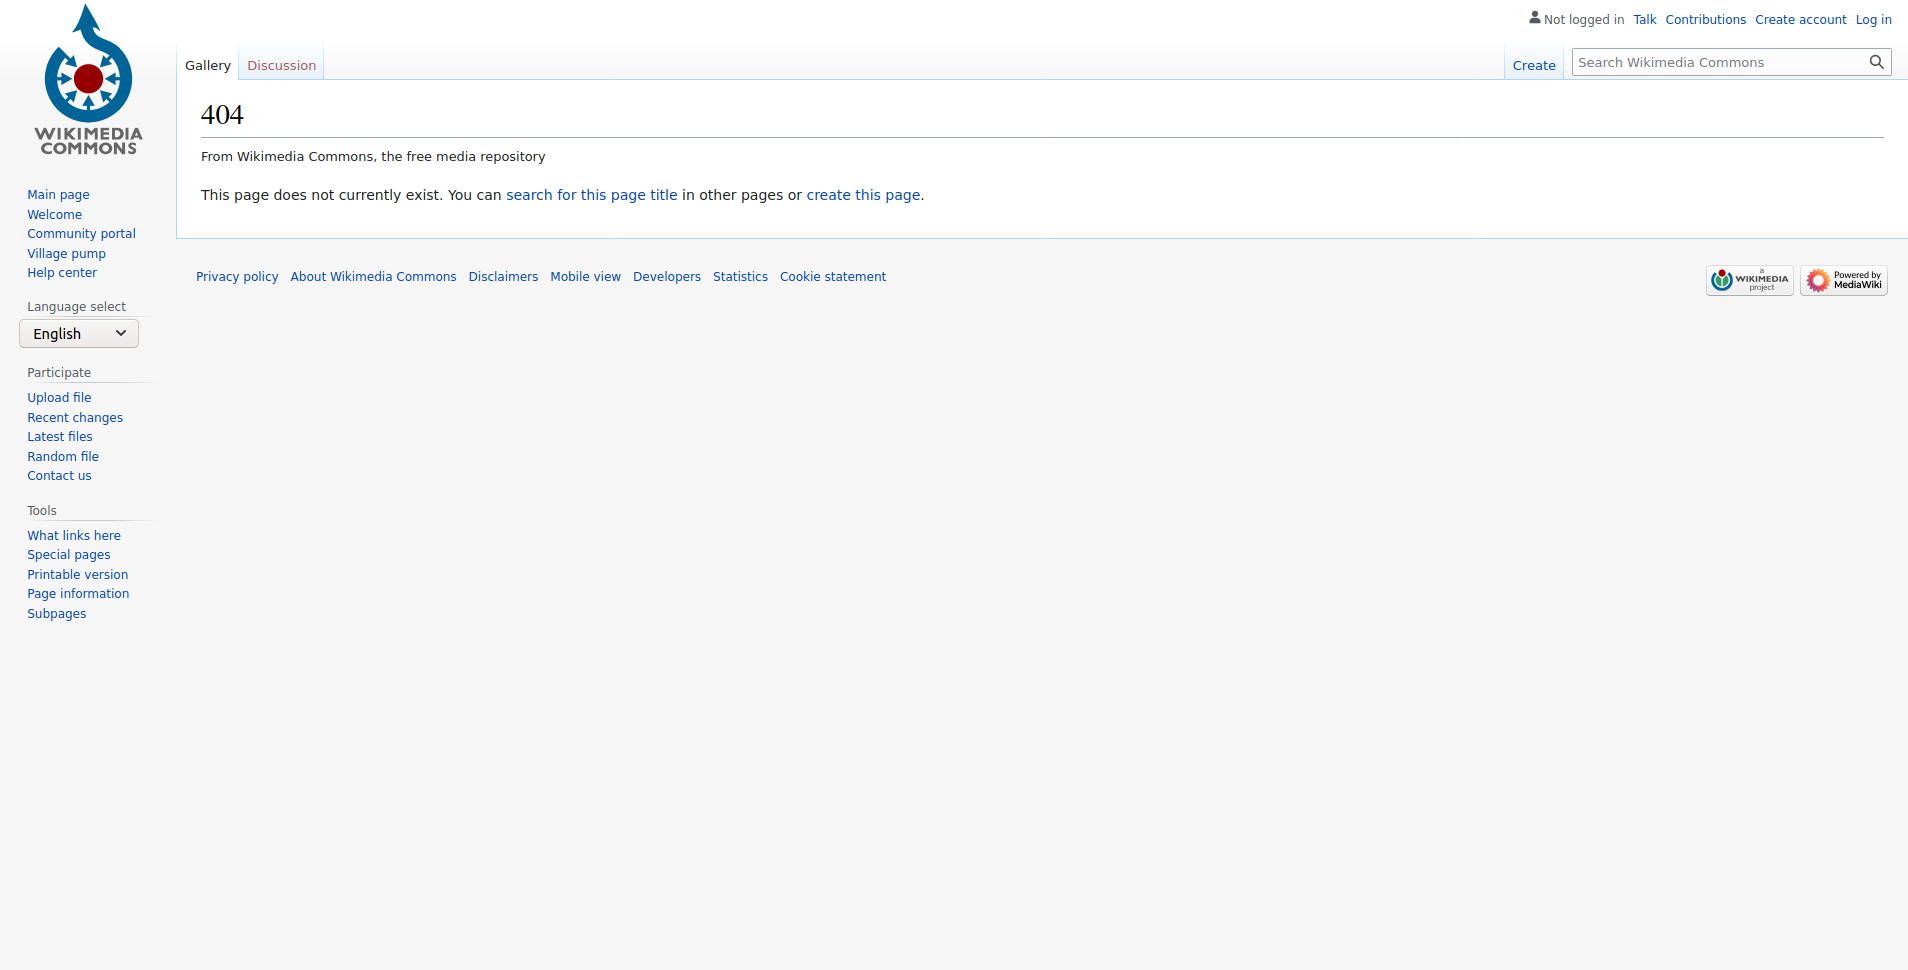 Not logged in Talk Contributions Create account Log in
Gallery Discussion Create Search Wikimedia Commons
WIKIMEDIA
COMMONS
404
From Wikimedia Commons, the free media repository
This page does not currently exist. You can search for this page title in other pages or create this page.
Main page
Welcome
Community portal
Village pump
Help center
Language select
English
Participate
Upload file
Recent changes
Latest files
Random file
Contact us
Tools
What links here
Special pages
Printable version
Page information
Subpages
Privacy policy About Wikimedia Commons Disclaimers Mobile view Developers Statistics Cookie statement
a
WIKIMEDIA
project
Powered by
MediaWiki